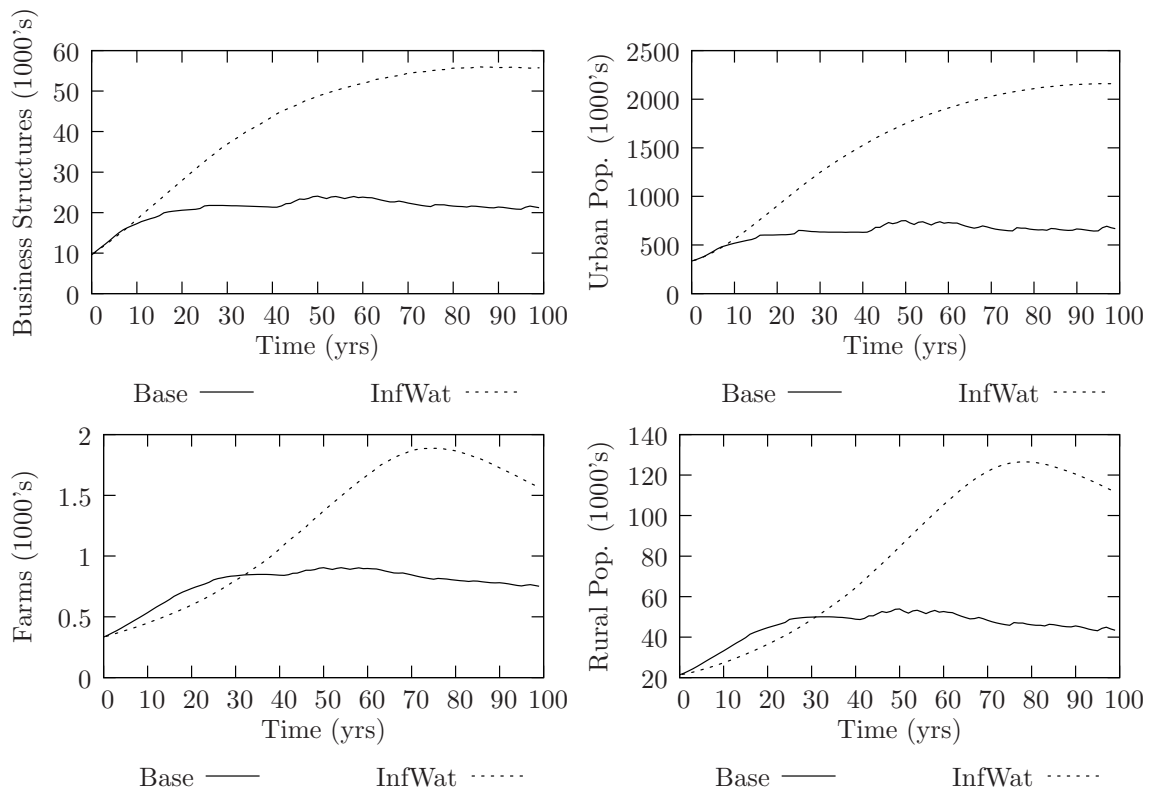 Business Structures (1000's)
60
50
40
30
20
10
0
0 10 20 30 40 50 60 70 80 90 100
Time (yrs)
Base InfWat
Urban Pop. (1000's)
2500
2000
1500
1000
500
0
0 10 20 30 40 50 60 70 80 90 100
Time (yrs)
Base InfWat
Farms (1000's)
2
1.5
1
0.5
0
0 10 20 30 40 50 60 70 80 90 100
Time (yrs)
Base InfWat
Rural Pop. (1000's)
140
120
100
80
60
40
20
0 10 20 30 40 50 60 70 80 90 100
Time (yrs)
Base InfWat